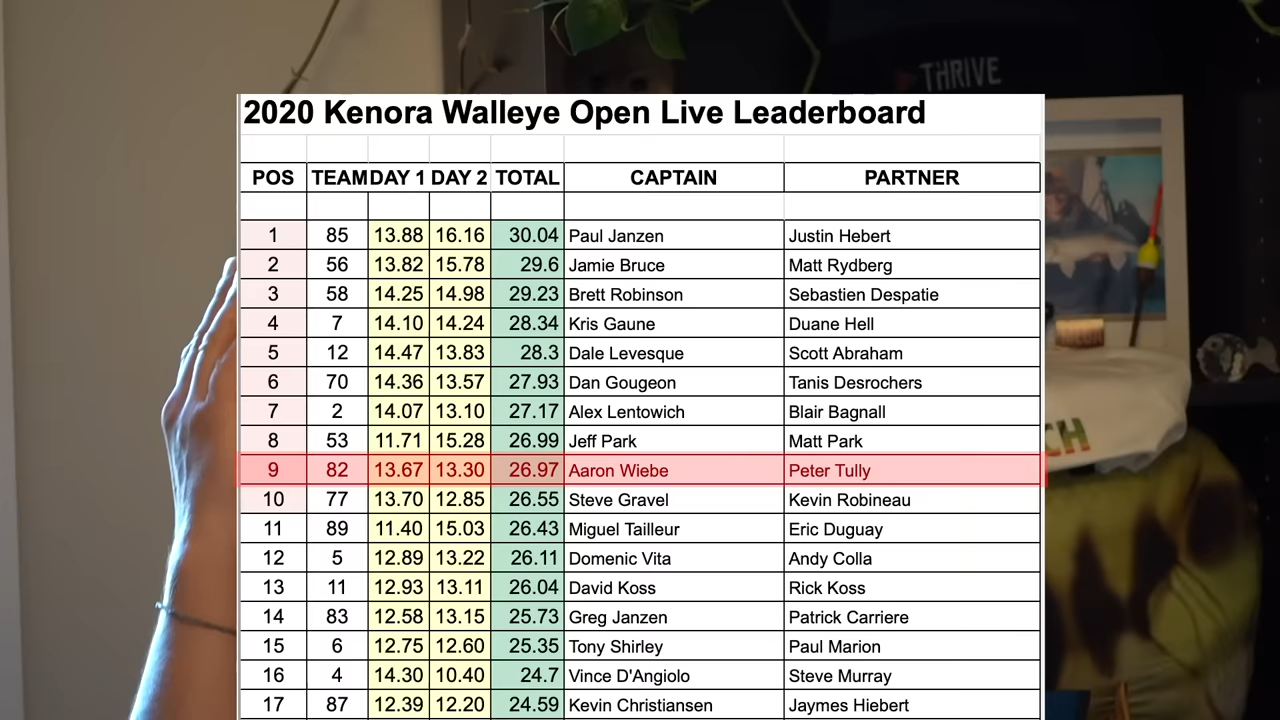 THRIVE
2020 Kenora Walleye Open Live Leaderboard
POS TEAM DAY 1 DAY 2 TOTAL CAPTAIN PARTNER
1 85 13.88 16.16 30.04 Paul Janzen Justin Hebert
2 56 13.82 15.78 29.6 Jamie Bruce Matt Rydberg
3 58 14.25 14.98 29.23 Brett Robinson Sebastien Despatie
4 7 14.10 14.24 28.34 Kris Gaune Duane Hell
5 12 14.47 13.83 28.3 Dale Levesque Scott Abraham
6 70 14.36 13.57 27.93 Dan Gougeon Tanis Desrochers
7 2 14.07 13.10 27.17 Alex Lentowich Blair Bagnall
8 53 11.71 15.28 26.99 Jeff Park Matt Park
9 82 13.67 13.30 26.97 Aaron Wiebe Peter Tully
10 77 13.70 12.85 26.55 Steve Gravel Kevin Robineau
11 89 11.40 15.03 26.43 Miguel Tailleur Eric Duguay
12 5 12.89 13.22 26.11 Domenic Vita Andy Colla
13 11 12.93 13.11 26.04 David Koss Rick Koss
14 83 12.58 13.15 25.73 Greg Janzen Patrick Carriere
15 6 12.75 12.60 25.35 Tony Shirley Paul Marion
16 4 14.30 10.40 24.7 Vince D'Angiolo Steve Murray
17 87 12.39 12.20 24.59 Kevin Christiansen Jaymes Hiebert